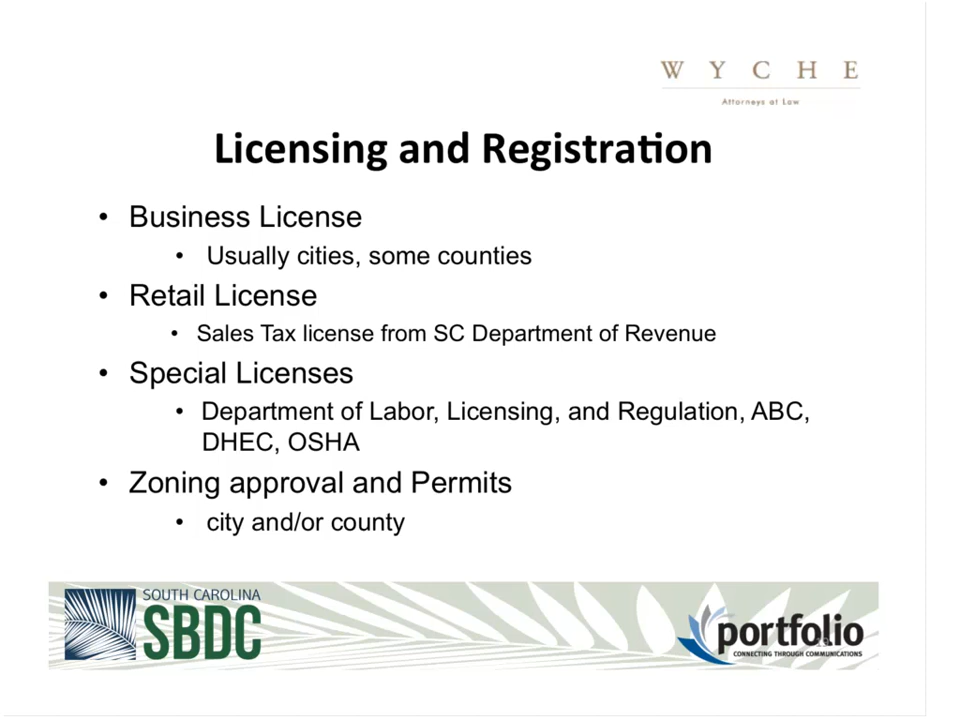 W Y C H E
Attorneys at Law
Licensing and Registration
• Business License
• Usually cities, some counties
• Retail License
• Sales Tax license from SC Department of Revenue
• Special Licenses
• Department of Labor, Licensing, and Regulation, ABC,
DHEC, OSHA
• Zoning approval and Permits
• city and/or county
SOUTH CAROLINA
SBDC
portfolio
CONNECTING THROUGH COMMUNICATIONS